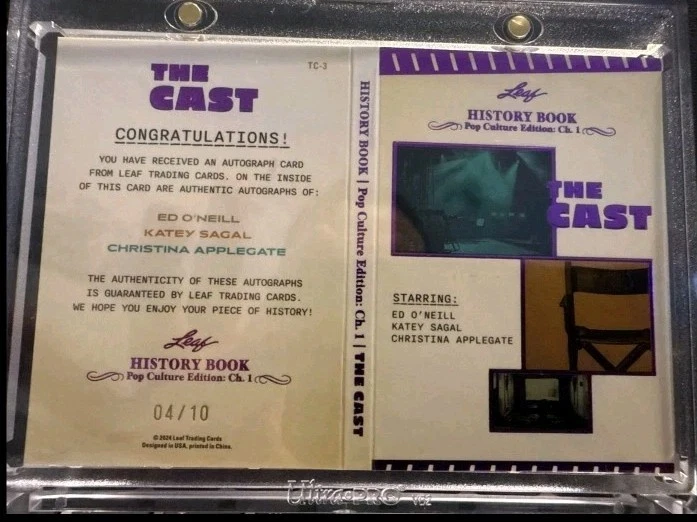 TC-3
THE
CAST
CONGRATULATIONS!
YOU HAVE RECEIVED AN AUTOGRAPH CARD
FROM LEAF TRADING CARDS. ON THE INSIDE
OF THIS CARD ARE AUTHENTIC AUTOGRAPHS OF:
ED O'NEILL
KATEY SAGAL
CHRISTINA APPLEGATE
THE AUTHENTICITY OF THESE AUTOGRAPHS
IS GUARANTEED BY LEAF TRADING CARDS.
WE HOPE YOU ENJOY YOUR PIECE OF HISTORY!
Leaf
HISTORY BOOK
Pop Culture Edition: Ch. 1
04/10
© 2024 Leaf Trading Cards
Designed in USA, printed in China.
HISTORY BOOK | Pop Culture Edition: Ch. 1 | THE CAST
Leaf
HISTORY BOOK
Pop Culture Edition: Ch. 1
THE
CAST
STARRING:
ED O'NEILL
KATEY SAGAL
CHRISTINA APPLEGATE
Ultra·PRO